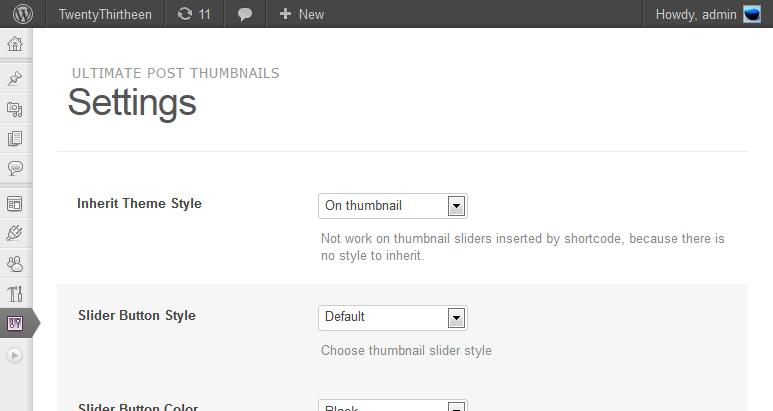 TwentyThirtheen 11 New Howdy, admin
ULTIMATE POST THUMBNAILS
Settings
Inherit Theme Style On thumbnail
Not work on thumbnail sliders inserted by shortcode, because there is
no style to inherit.
Slider Button Style Default
Choose thumbnail slider style
Slider Button Color Black